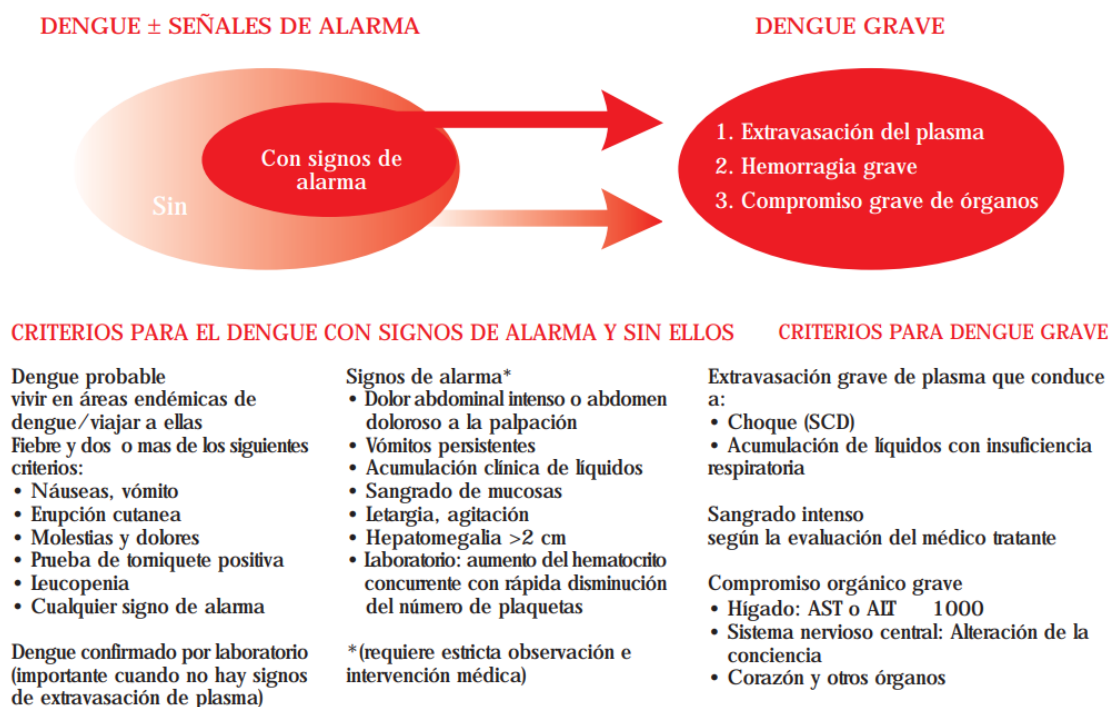 DENGUE ± SEÑALES DE ALARMA
DENGUE GRAVE
Sin
Con signos de
alarma
1. Extravasación del plasma
2. Hemorragia grave
3. Compromiso grave de órganos
CRITERIOS PARA EL DENGUE CON SIGNOS DE ALARMA Y SIN ELLOS
CRITERIOS PARA DENGUE GRAVE
Dengue probable
vivir en áreas endémicas de
dengue/viajar a ellas
Fiebre y dos o mas de los siguientes
criterios:
• Náuseas, vómito
• Erupción cutanea
• Molestias y dolores
• Prueba de torniquete positiva
• Leucopenia
• Cualquier signo de alarma
Dengue confirmado por laboratorio
(importante cuando no hay signos
de extravasación de plasma)
Signos de alarma*
• Dolor abdominal intenso o abdomen
doloroso a la palpación
• Vómitos persistentes
• Acumulación clínica de líquidos
• Sangrado de mucosas
• Letargia, agitación
• Hepatomegalia >2 cm
• Laboratorio: aumento del hematocrito
concurrente con rápida disminución
del número de plaquetas
*(requiere estricta observación e
intervención médica)
Extravasación grave de plasma que conduce
a:
• Choque (SCD)
• Acumulación de líquidos con insuficiencia
respiratoria
Sangrado intenso
según la evaluación del médico tratante
Compromiso orgánico grave
• Hígado: AST o ALT 1000
• Sistema nervioso central: Alteración de la
conciencia
• Corazón y otros órganos